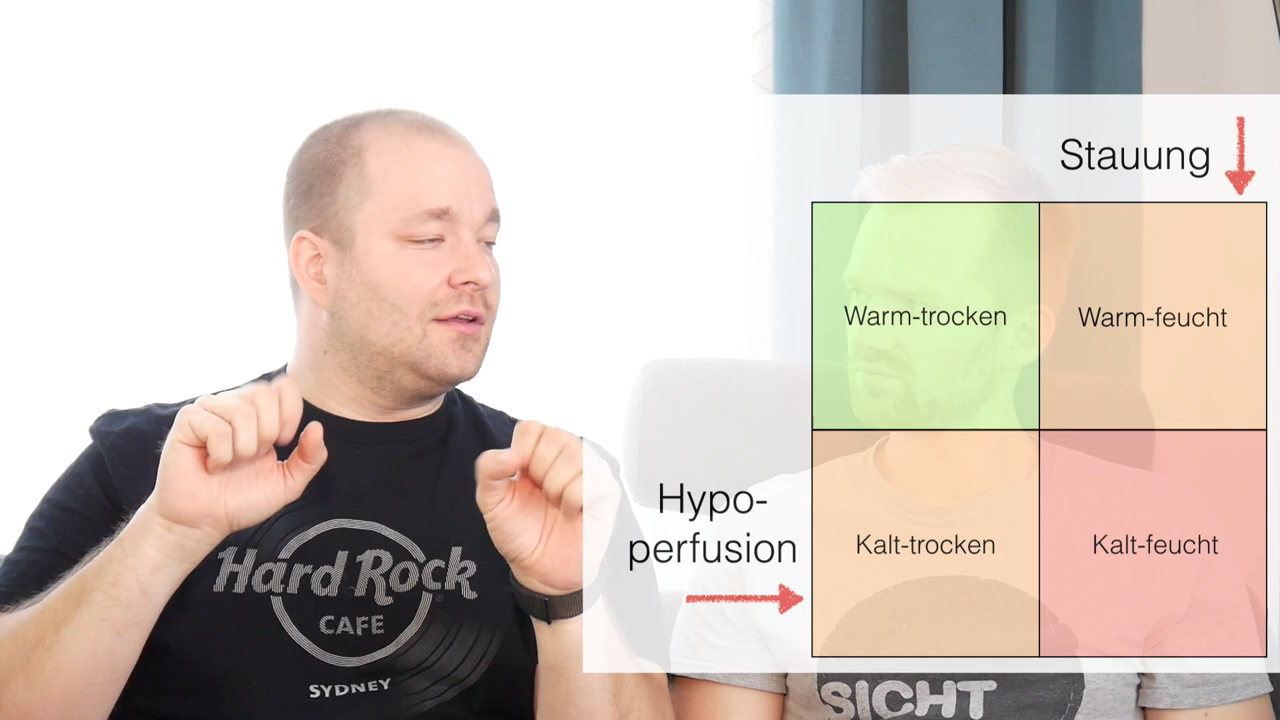 Stauung
Warm-trocken
Warm-feucht
Hypo-
perfusion
Kalt-trocken
Kalt-feucht
Hard Rock
CAFE
SYDNEY
SICHT